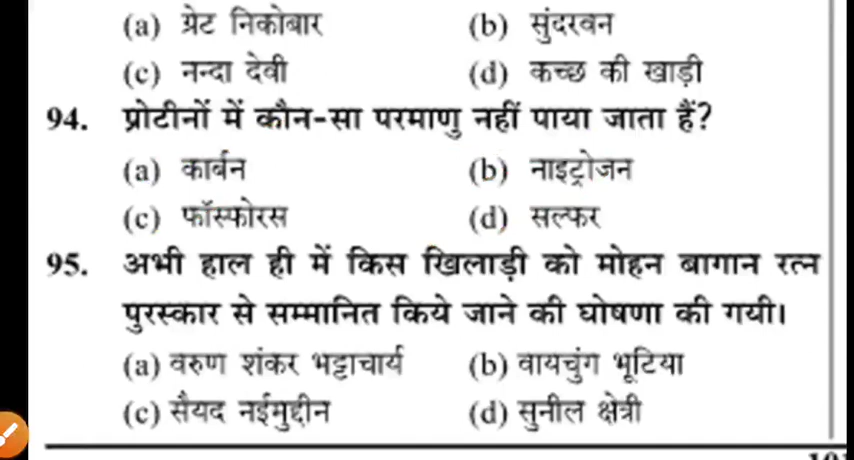 (a) ग्रेट निकोबार (b) सुंदरवन
(c) नन्दा देवी (d) कच्छ की खाड़ी
94. प्रोटीनों में कौन-सा परमाणु नहीं पाया जाता हैं?
(a) कार्बन (b) नाइट्रोजन
(c) फॉस्फोरस (d) सल्फर
95. अभी हाल ही में किस खिलाड़ी को मोहन बागान रत्न
पुरस्कार से सम्मानित किये जाने की घोषणा की गयी।
(a) वरुण शंकर भट्टाचार्य (b) वायचुंग भूटिया
(c) सैयद नईमुद्दीन (d) सुनील क्षेत्री